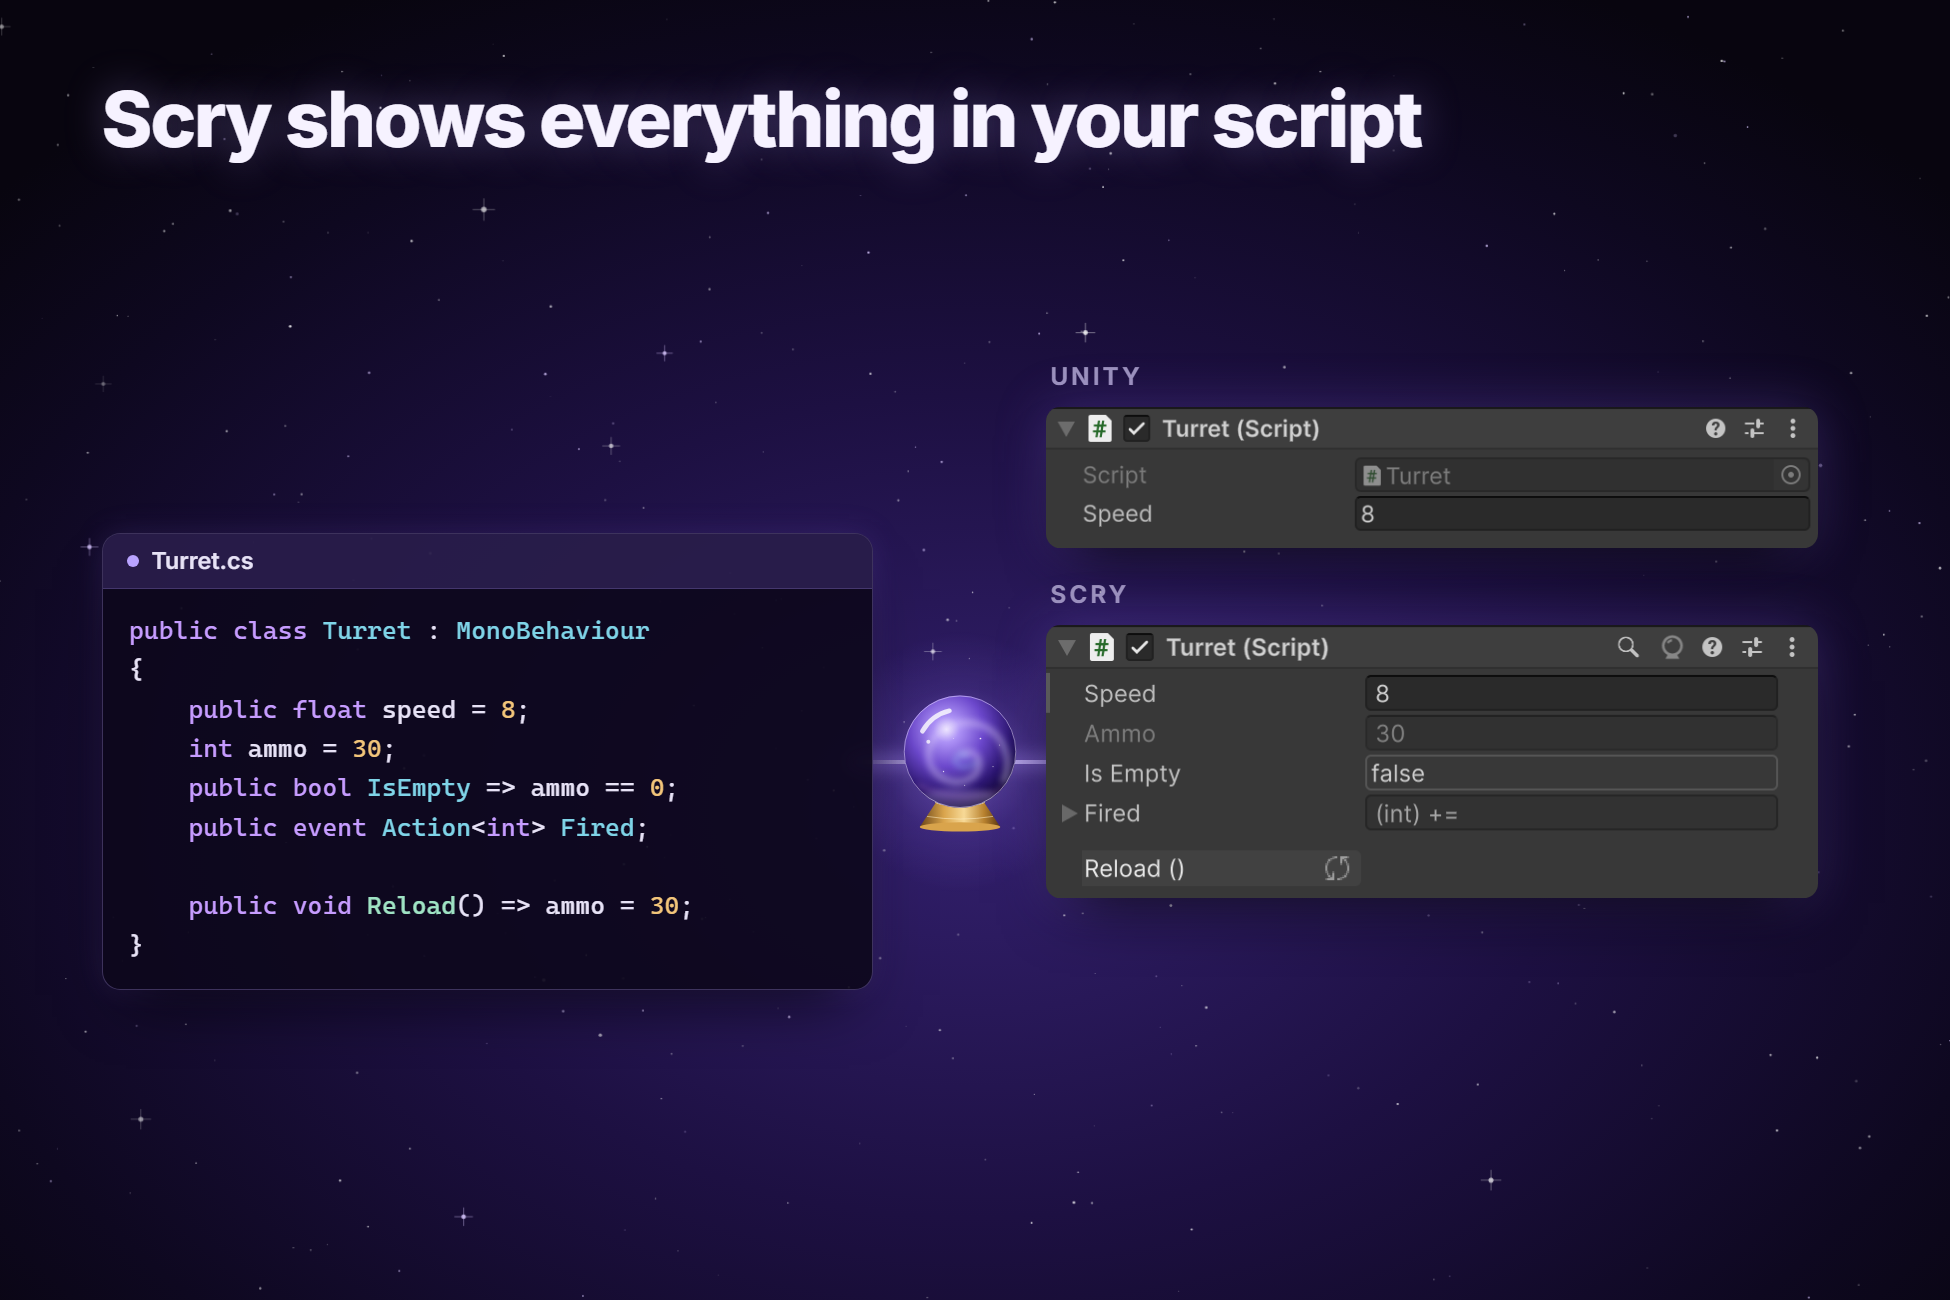 Scry shows everything in your script
Turret.cs
public class Turret : MonoBehaviour
{
    public float speed = 8;
    int ammo = 30;
    public bool IsEmpty => ammo == 0;
    public event Action<int> Fired;
    public void Reload() => ammo = 30;
}
UNITY
Turret (Script)
Script Turret
Speed 8
SCRY
Turret (Script)
Speed 8
Ammo 30
Is Empty false
Fired (int) +=
Reload ()